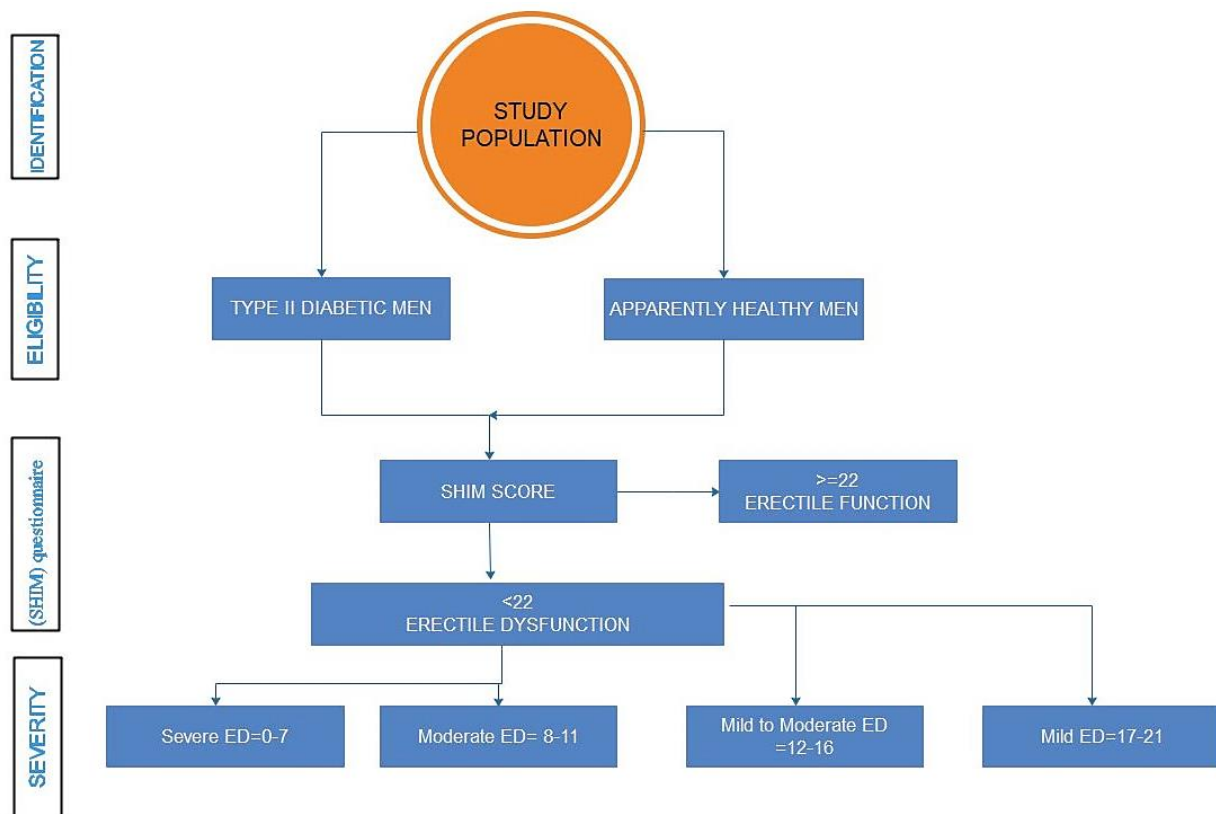 IDENTIFICATION
STUDY
POPULATION
ELIGIBILITY
TYPE II DIABETIC MEN
APPARENTLY HEALTHY MEN
(SHIM) questionnaire
SHIM SCORE
>=22
ERECTILE FUNCTION
<22
ERECTILE DYSFUNCTION
SEVERITY
Severe ED=0-7
Moderate ED= 8-11
Mild to Moderate ED
=12-16
Mild ED=17-21